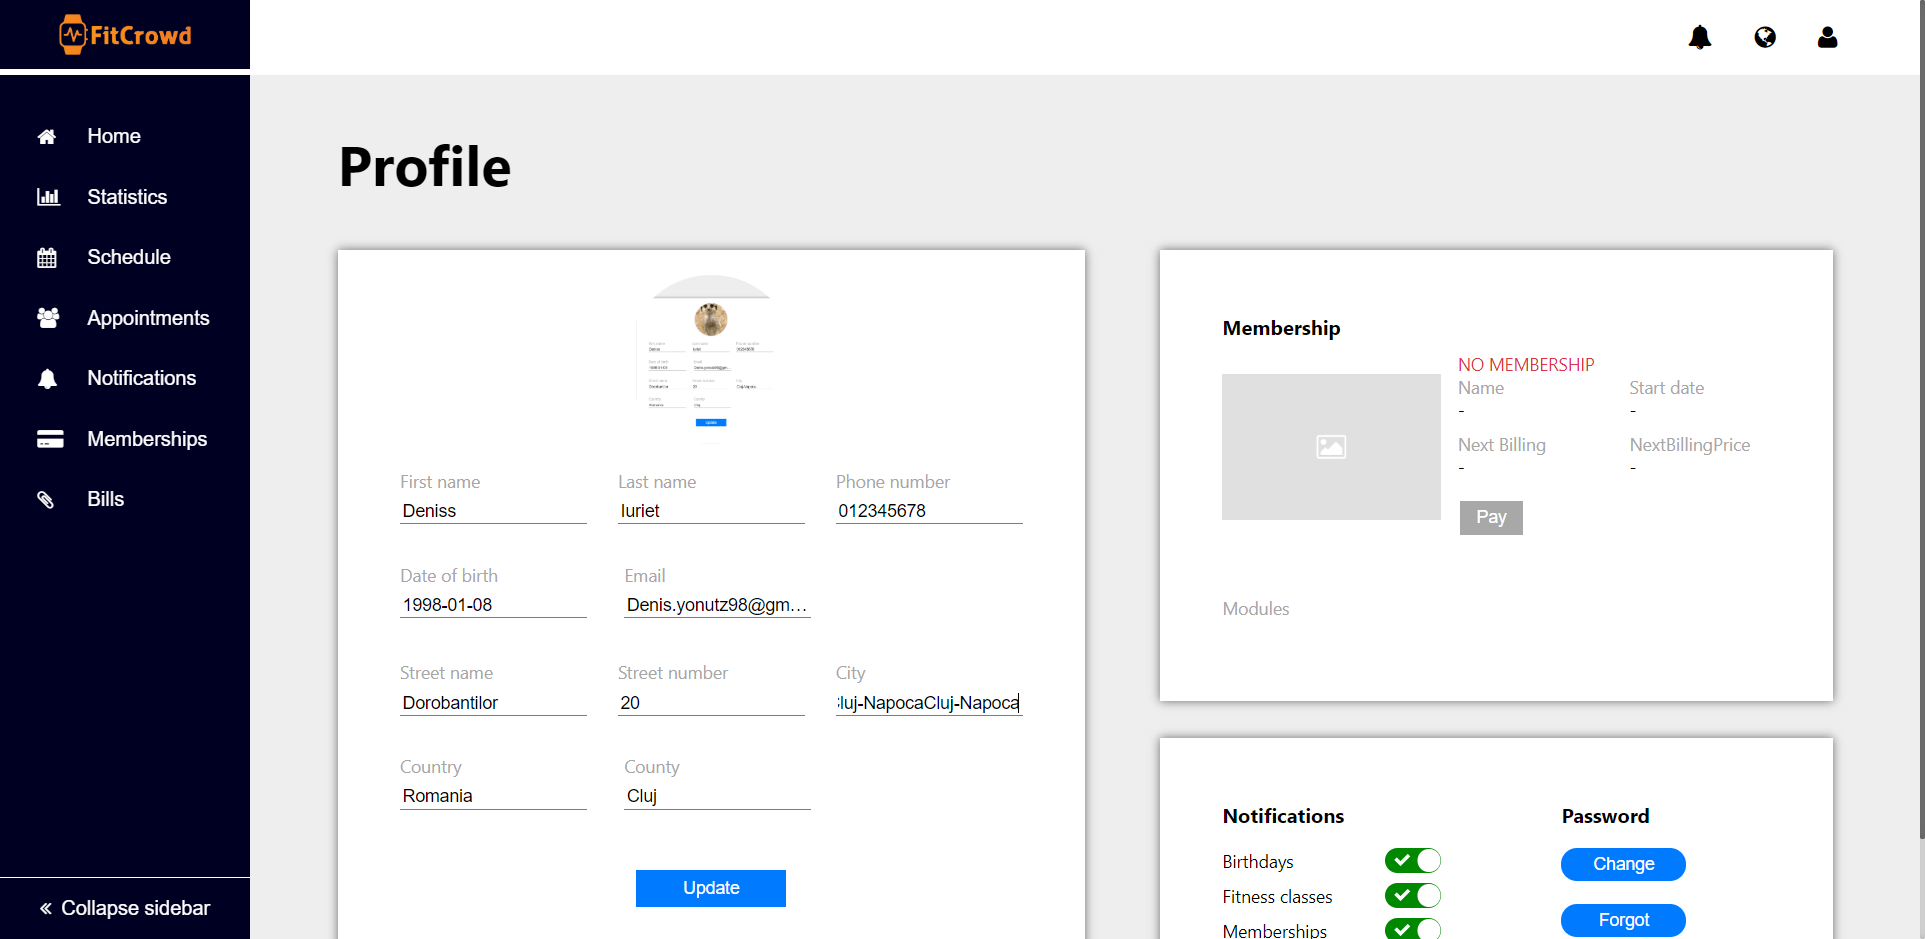 FitCrowd
Home
Statistics
Schedule
Appointments
Notifications
Memberships
Bills
Collapse sidebar
Profile
First name
Last name
Phone number
Deniss
Iuriet
012345678
Date of birth
Email
1998-01-08
Denis.yonutz98@gm...
Street name
Street number
City
Dorobantilor
20
luj-NapocaCluj-Napoca
Country
County
Romania
Cluj
Update
Membership
NO MEMBERSHIP
Name
Start date
-
-
Next Billing
NextBillingPrice
-
-
Pay
Modules
Notifications
Password
Birthdays
Change
Fitness classes
Forgot
Memberships